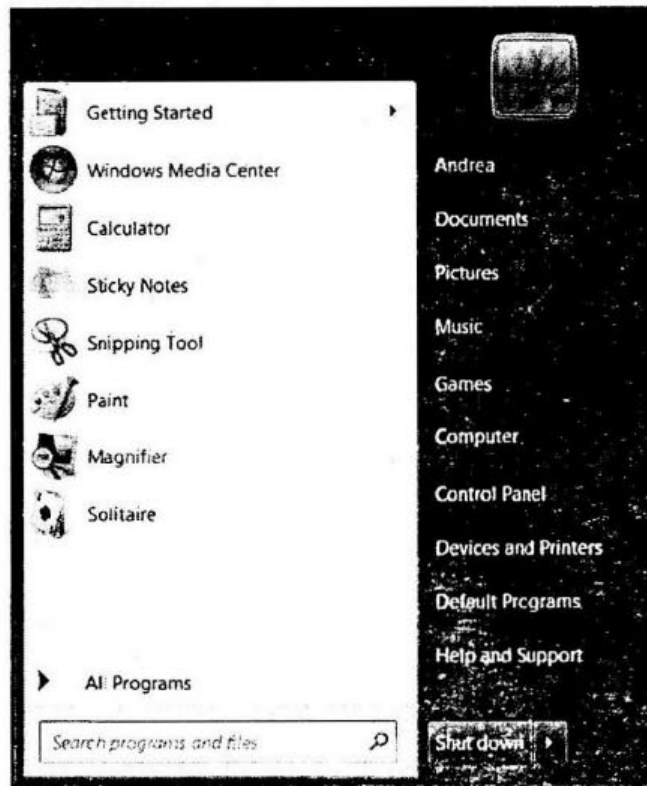 Getting Started
Windows Media Center
Calculator
Sticky Notes
Snipping Tool
Paint
Magnifier
Solitaire
All Programs
Search programs and files
Andrea
Documents
Pictures
Music
Games
Computer
Control Panel
Devices and Printers
Default Programs
Help and Support
Shut down